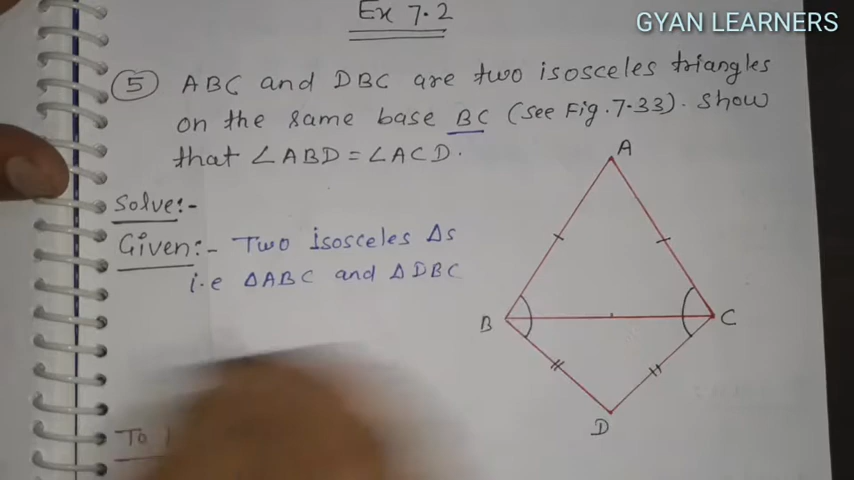 Ex 7.2
GYAN LEARNERS
5 ABC and DBC are two isosceles triangles
on the same base BC (see Fig.7.33). Show
that ∠ABD = ∠ACD.
Solve:-
Given:- Two isosceles Δs
i.e ΔABC and ΔDBC
A
B
C
D
To